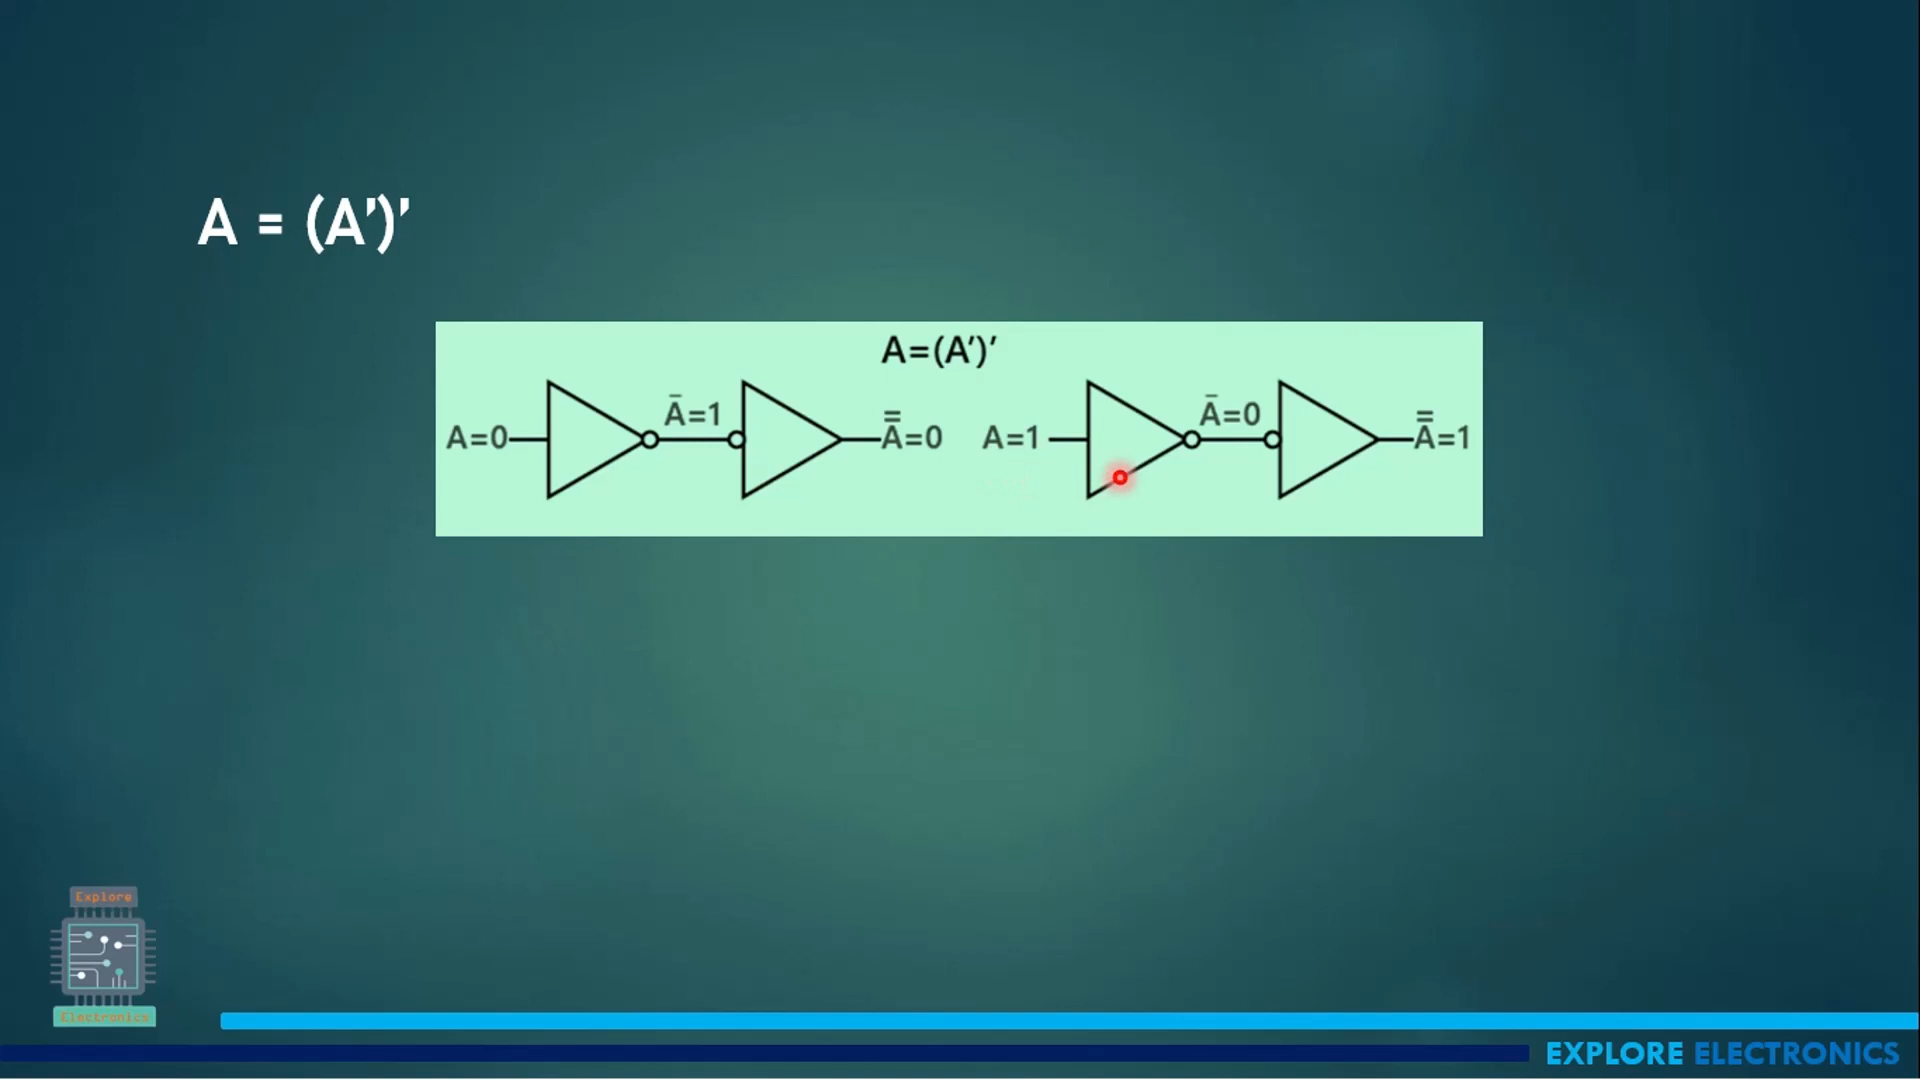 A = (A’)’
A=(A’)’
A=0 Ā=1 A̿=0 A=1 Ā=0 A̿=1
Explore
Electronics
EXPLORE ELECTRONICS